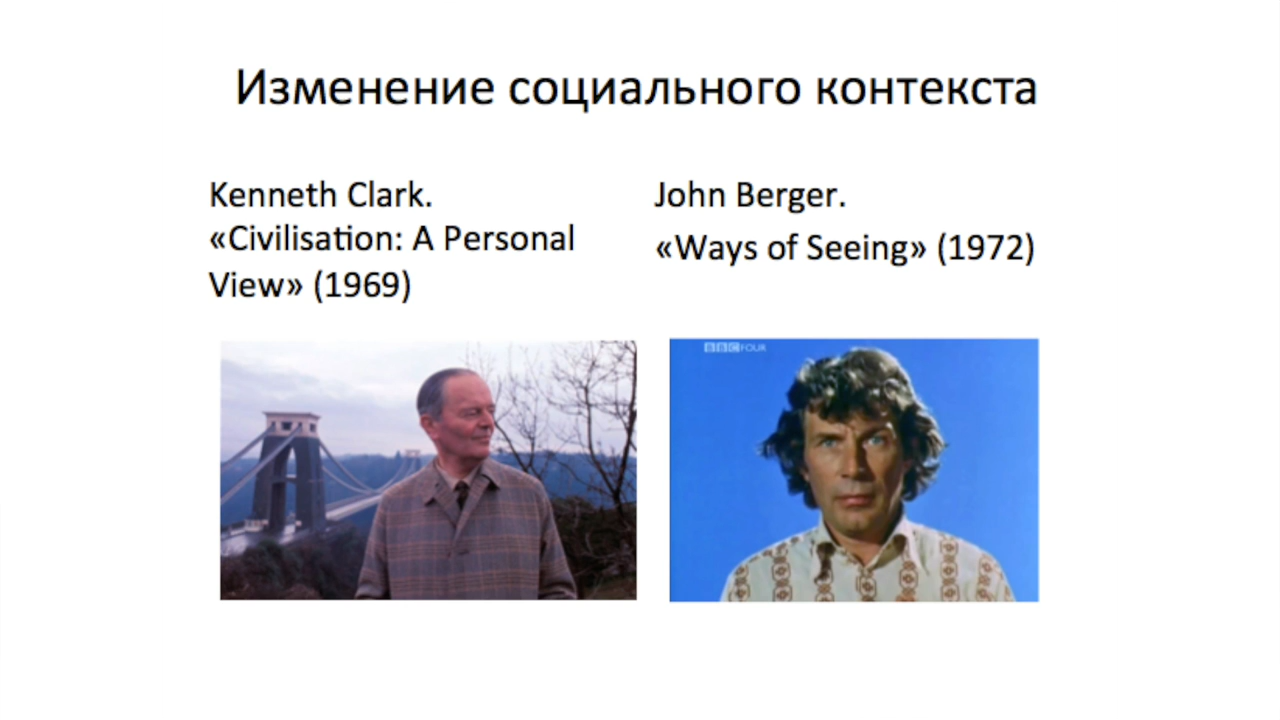 Изменение социального контекста
Kenneth Clark.
«Civilisation: A Personal
View» (1969)
John Berger.
«Ways of Seeing» (1972)
BBC FOUR